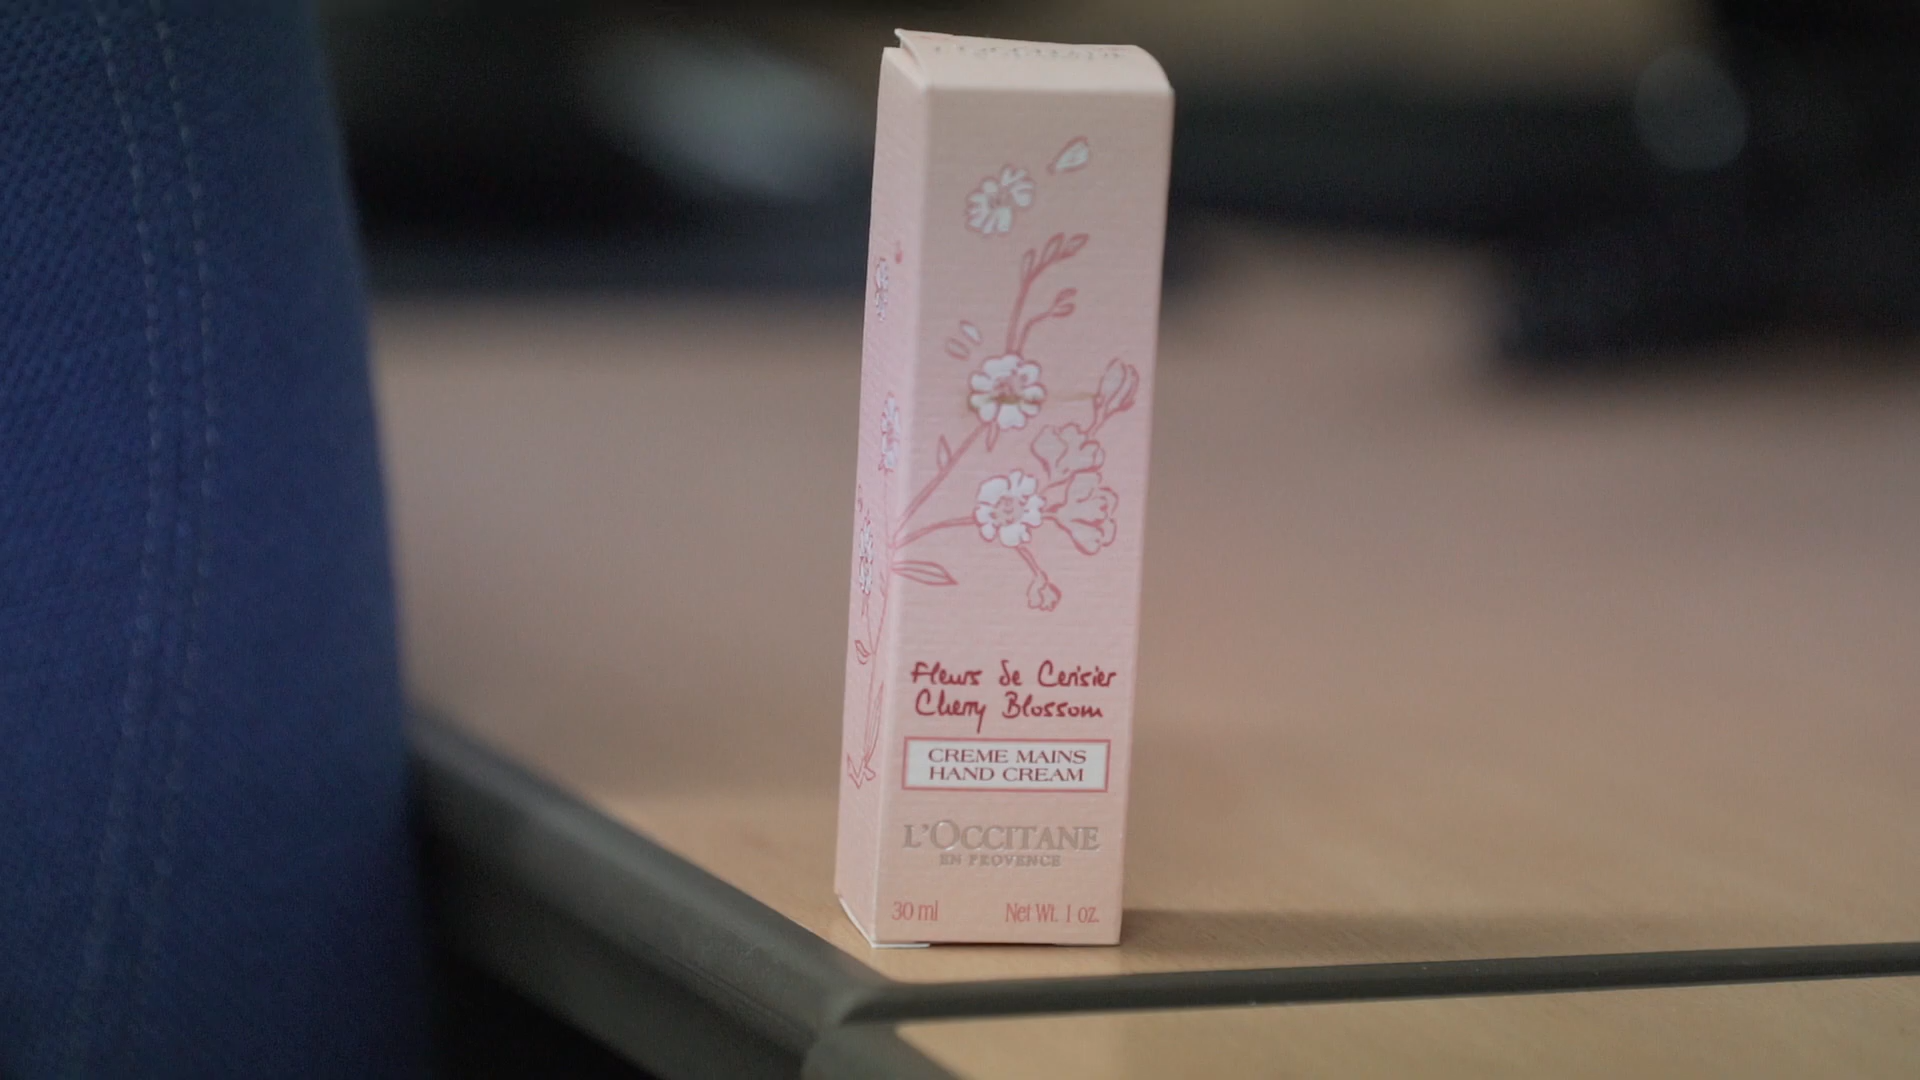 Fleurs de Cerisier
Cherry Blossom
CREME MAINS
HAND CREAM
L'OCCITANE
EN PROVENCE
30 ml Net Wt. 1 oz.